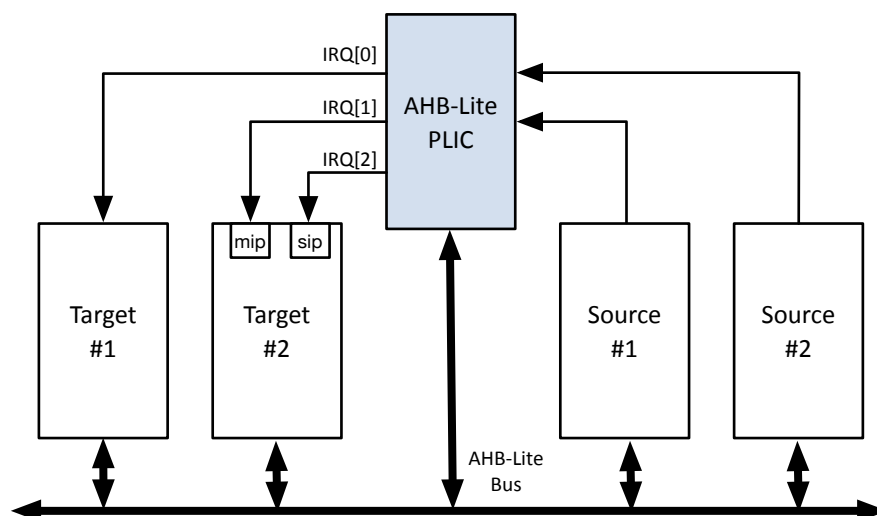 IRQ[0]
AHB-Lite
PLIC
IRQ[1]
IRQ[2]
mip
sip
Target
#1
Target
#2
Source
#1
Source
#2
AHB-Lite
Bus